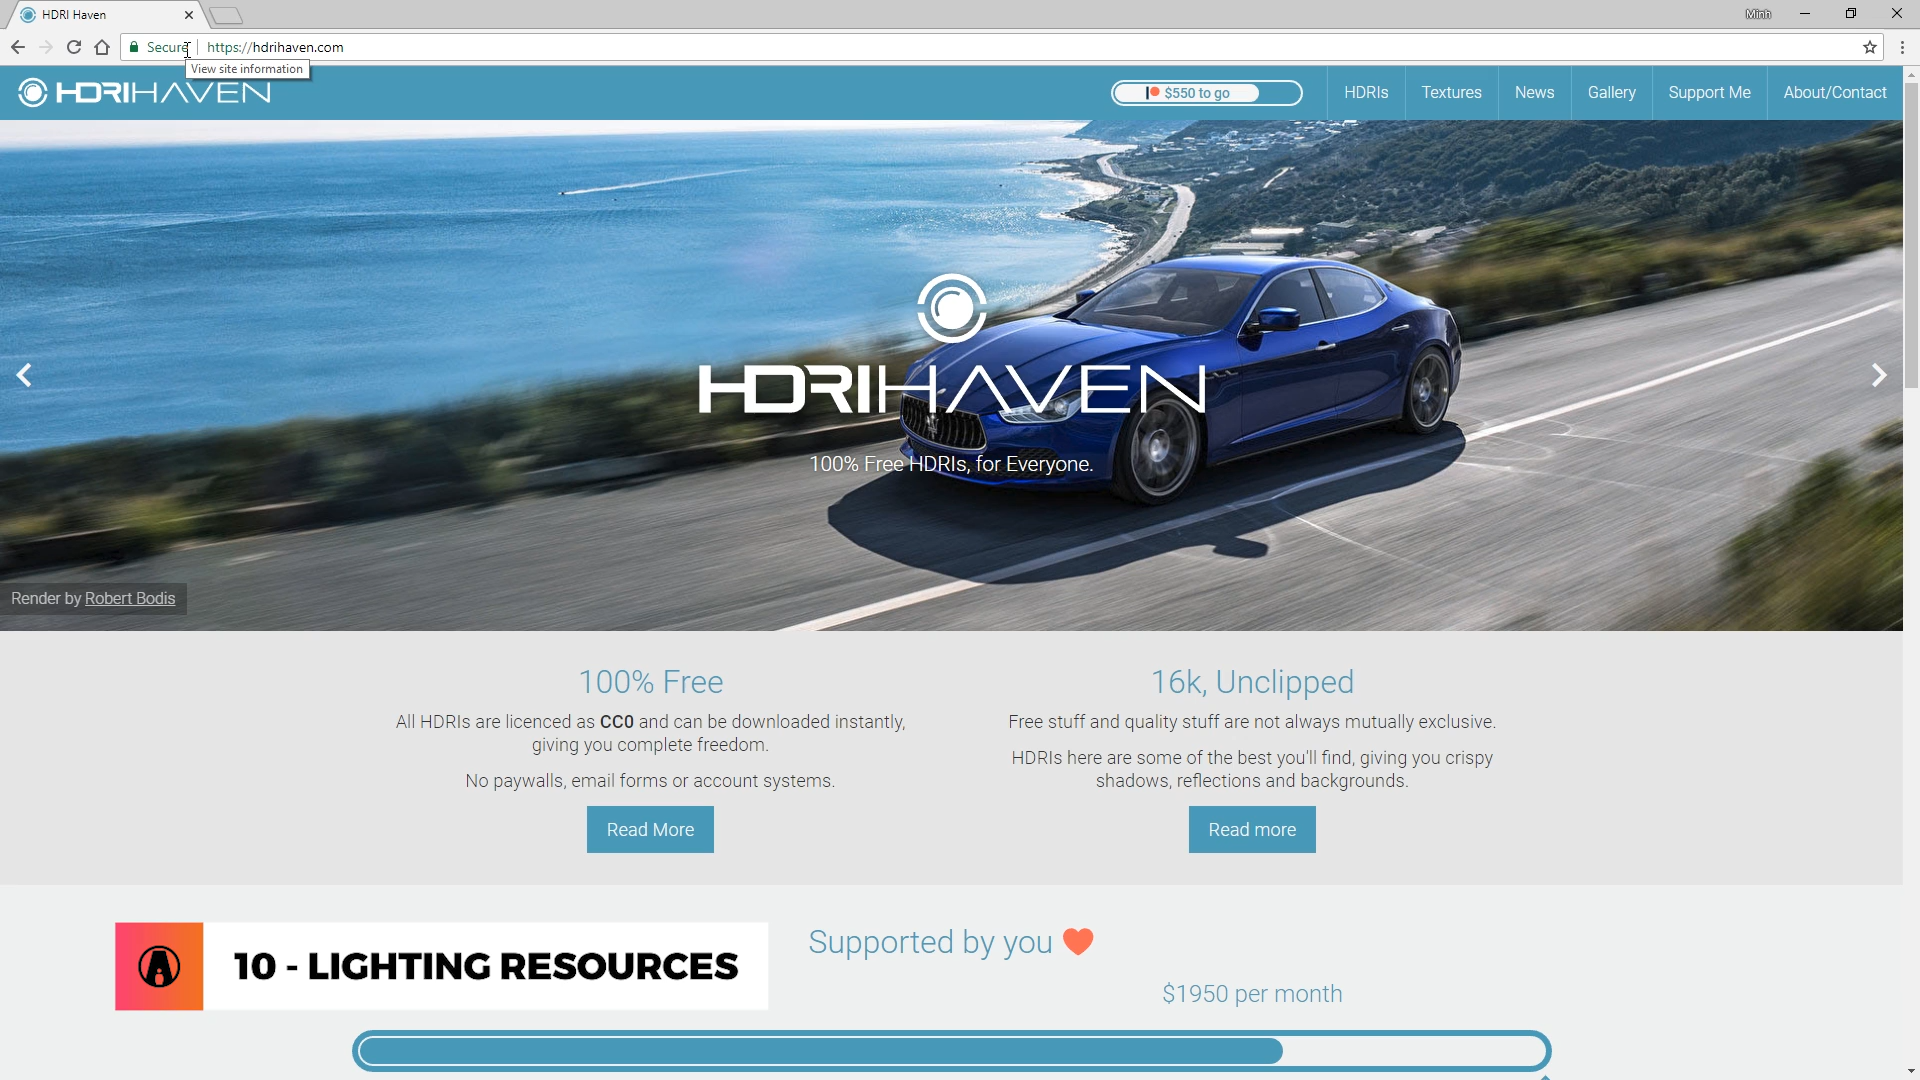 HDRI Haven
Minh
Secure
https://hdrihaven.com
View site information
HDRIHAVEN
$550 to go
HDRIs
Textures
News
Gallery
Support Me
About/Contact
HDRIHAVEN
100% Free HDRIs, for Everyone.
Render by Robert Bodis
100% Free
All HDRIs are licenced as CC0 and can be downloaded instantly,
giving you complete freedom.
No paywalls, email forms or account systems.
Read More
16k, Unclipped
Free stuff and quality stuff are not always mutually exclusive.
HDRIs here are some of the best you'll find, giving you crispy
shadows, reflections and backgrounds.
Read more
10 - LIGHTING RESOURCES
Supported by you
$1950 per month